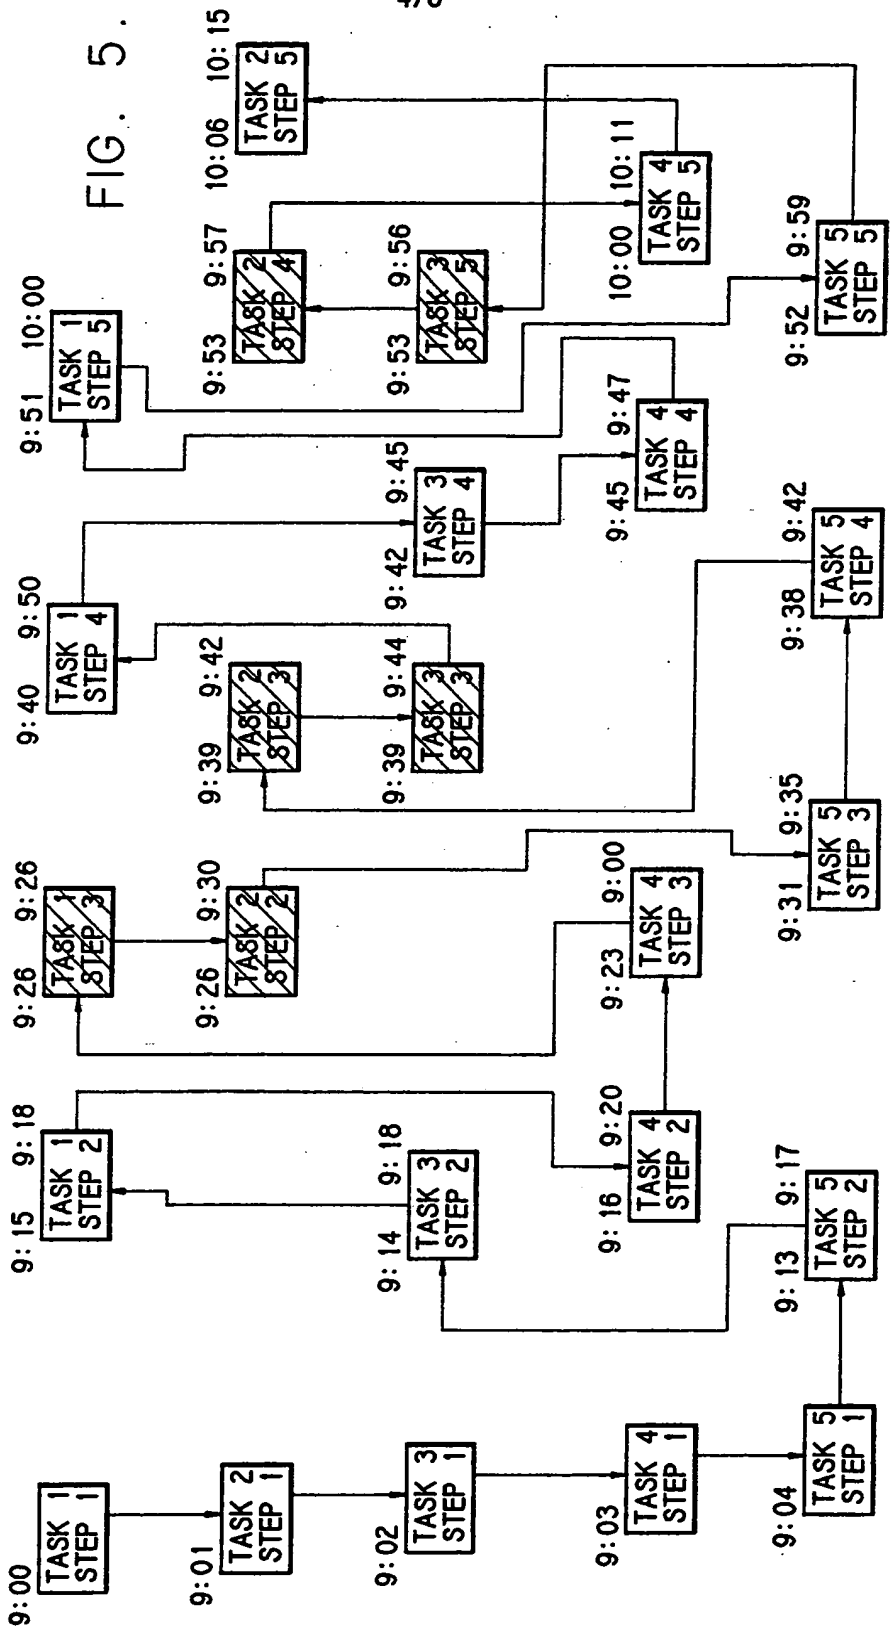 4/8
FIG. 5.
9:00
TASK 1
STEP 1
9:15 9:18
TASK 1
STEP 2
9:26 9:26
TASK 1
STEP 3
9:40 9:50
TASK 1
STEP 4
9:51 10:00
TASK 1
STEP 5
9:01
TASK 2
STEP 1
9:26 9:30
TASK 2
STEP 2
9:39 9:42
TASK 2
STEP 3
9:53 9:57
TASK 2
STEP 4
10:06 10:15
TASK 2
STEP 5
9:02
TASK 3
STEP 1
9:14 9:18
TASK 3
STEP 2
9:39 9:44
TASK 3
STEP 3
9:42 9:45
TASK 3
STEP 4
9:53 9:56
TASK 3
STEP 5
9:03
TASK 4
STEP 1
9:16 9:20
TASK 4
STEP 2
9:23 9:00
TASK 4
STEP 3
9:45 9:47
TASK 4
STEP 4
10:00 10:11
TASK 4
STEP 5
9:04
TASK 5
STEP 1
9:13 9:17
TASK 5
STEP 2
9:31 9:35
TASK 5
STEP 3
9:38 9:42
TASK 5
STEP 4
9:52 9:59
TASK 5
STEP 5